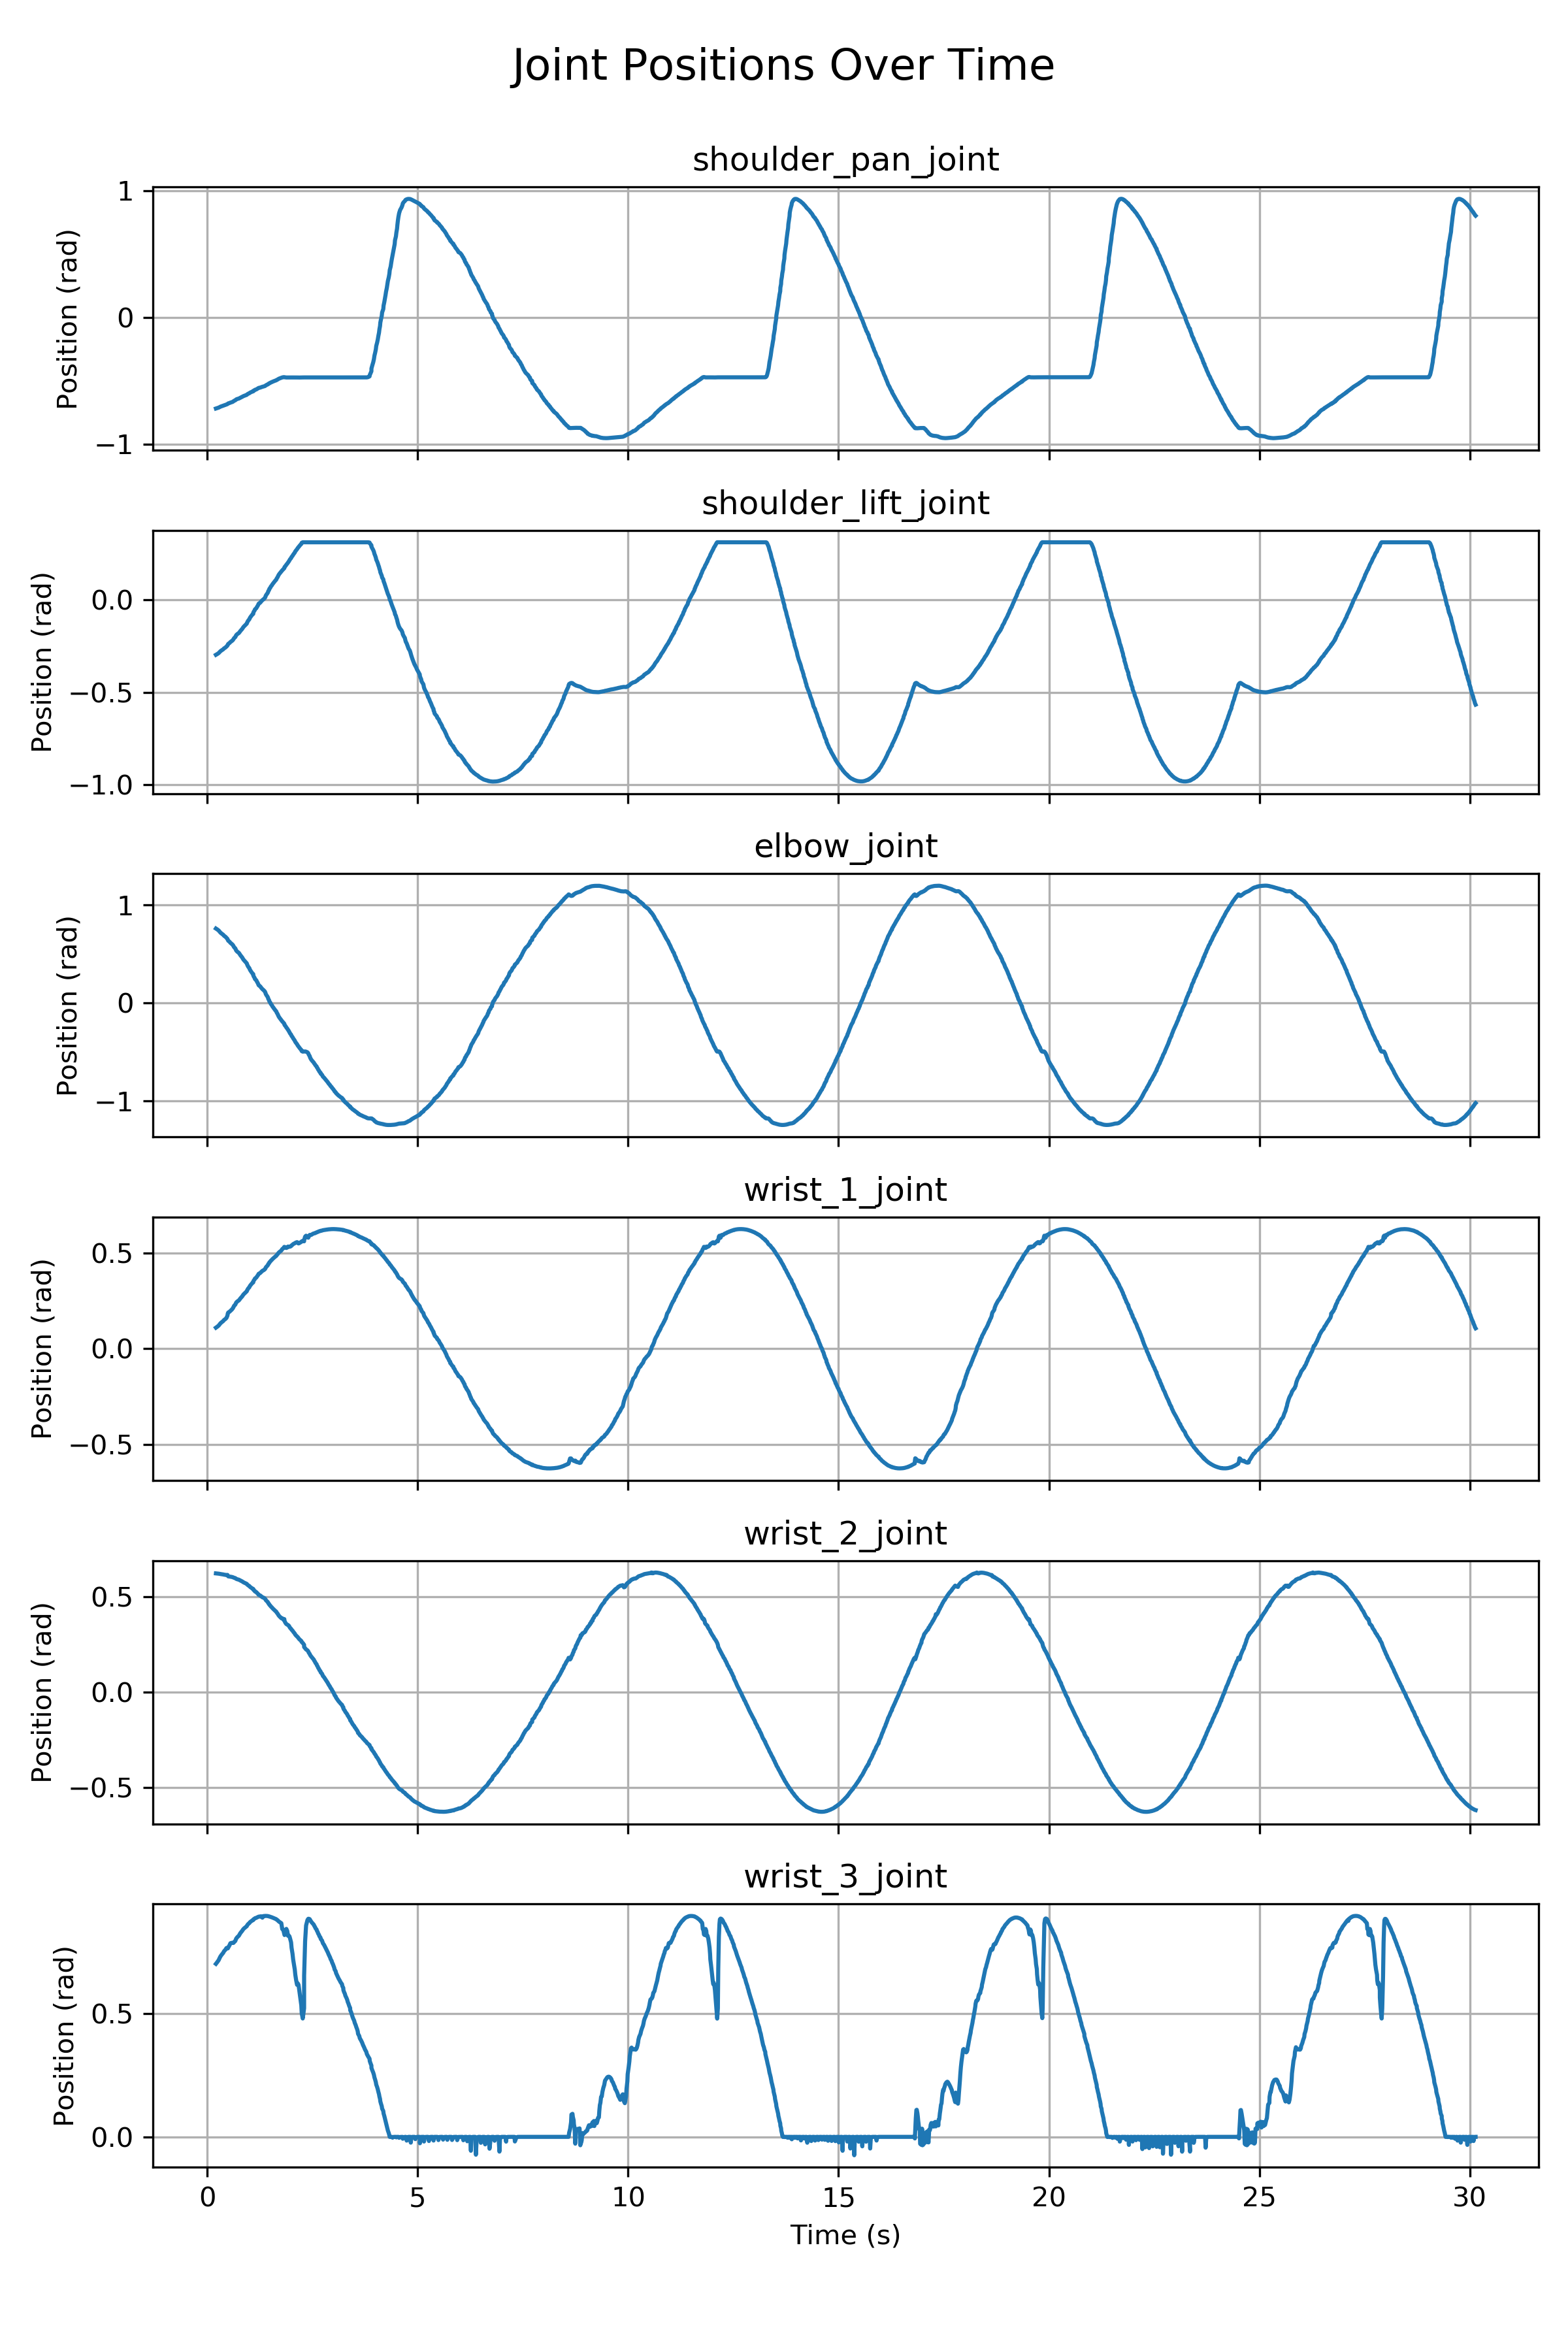 Joint Positions Over Time
shoulder_pan_joint
1
0
−1
Position (rad)
shoulder_lift_joint
0.0
−0.5
−1.0
Position (rad)
elbow_joint
1
0
−1
Position (rad)
wrist_1_joint
0.5
0.0
−0.5
Position (rad)
wrist_2_joint
0.5
0.0
−0.5
Position (rad)
wrist_3_joint
0.5
0.0
Position (rad)
0 5 10 15 20 25 30
Time (s)